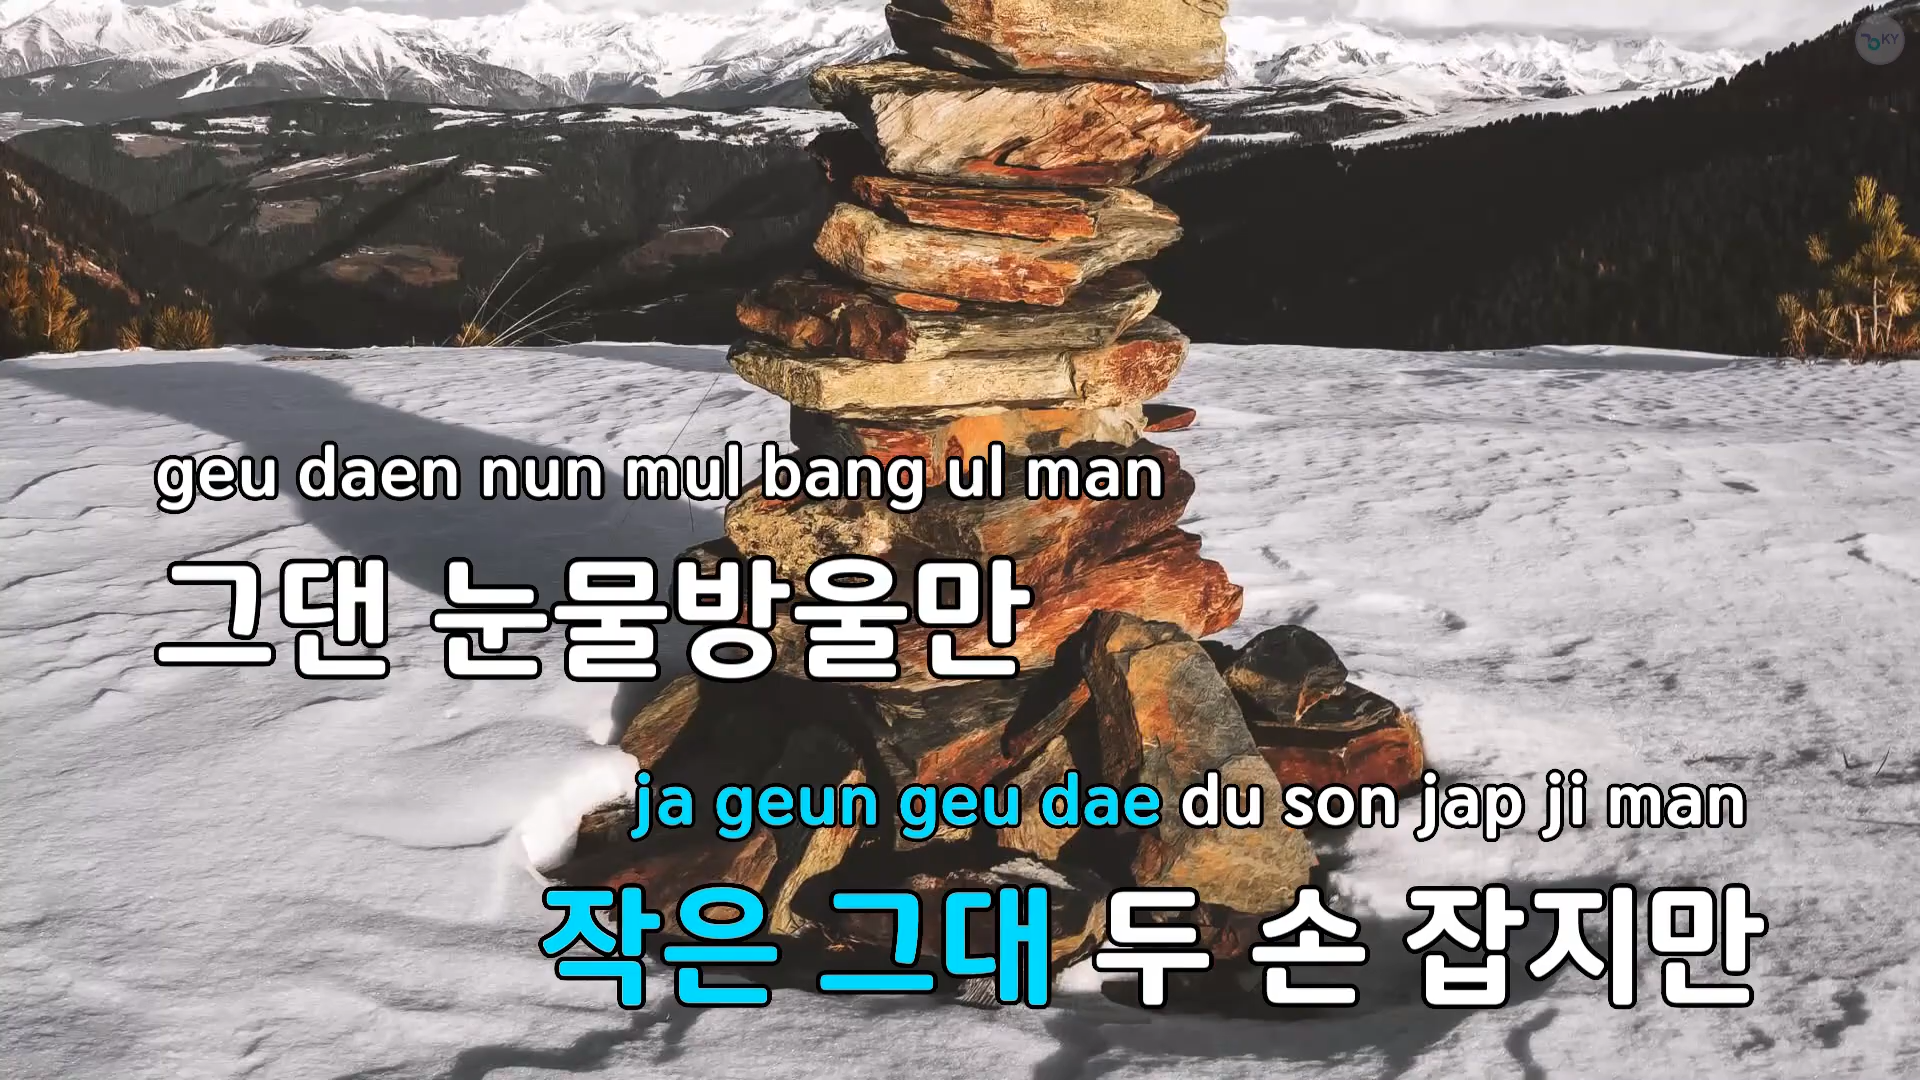 KY
geu daen nun mul bang ul man
그댄 눈물방울만
ja geun geu dae du son jap ji man
작은 그대 두 손 잡지만